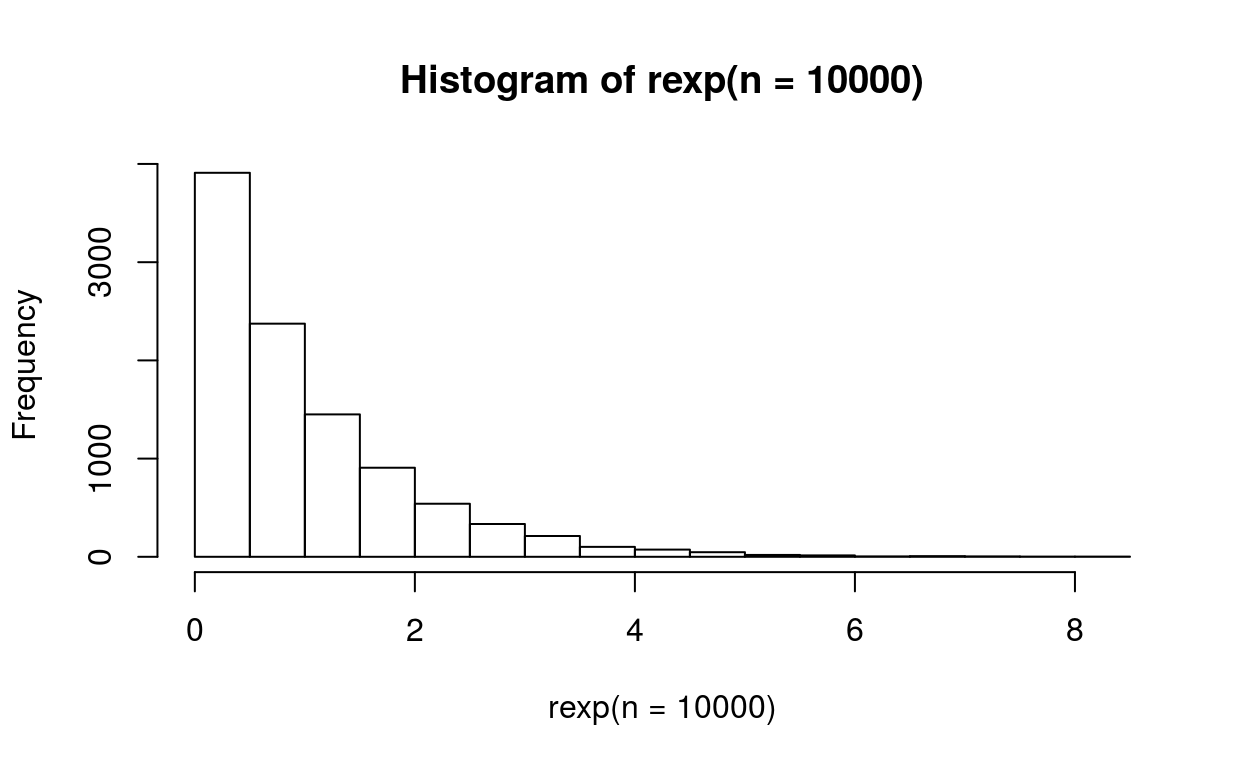 Histogram of rexp(n = 10000)
Frequency
3000
1000
0
0 2 4 6 8
rexp(n = 10000)